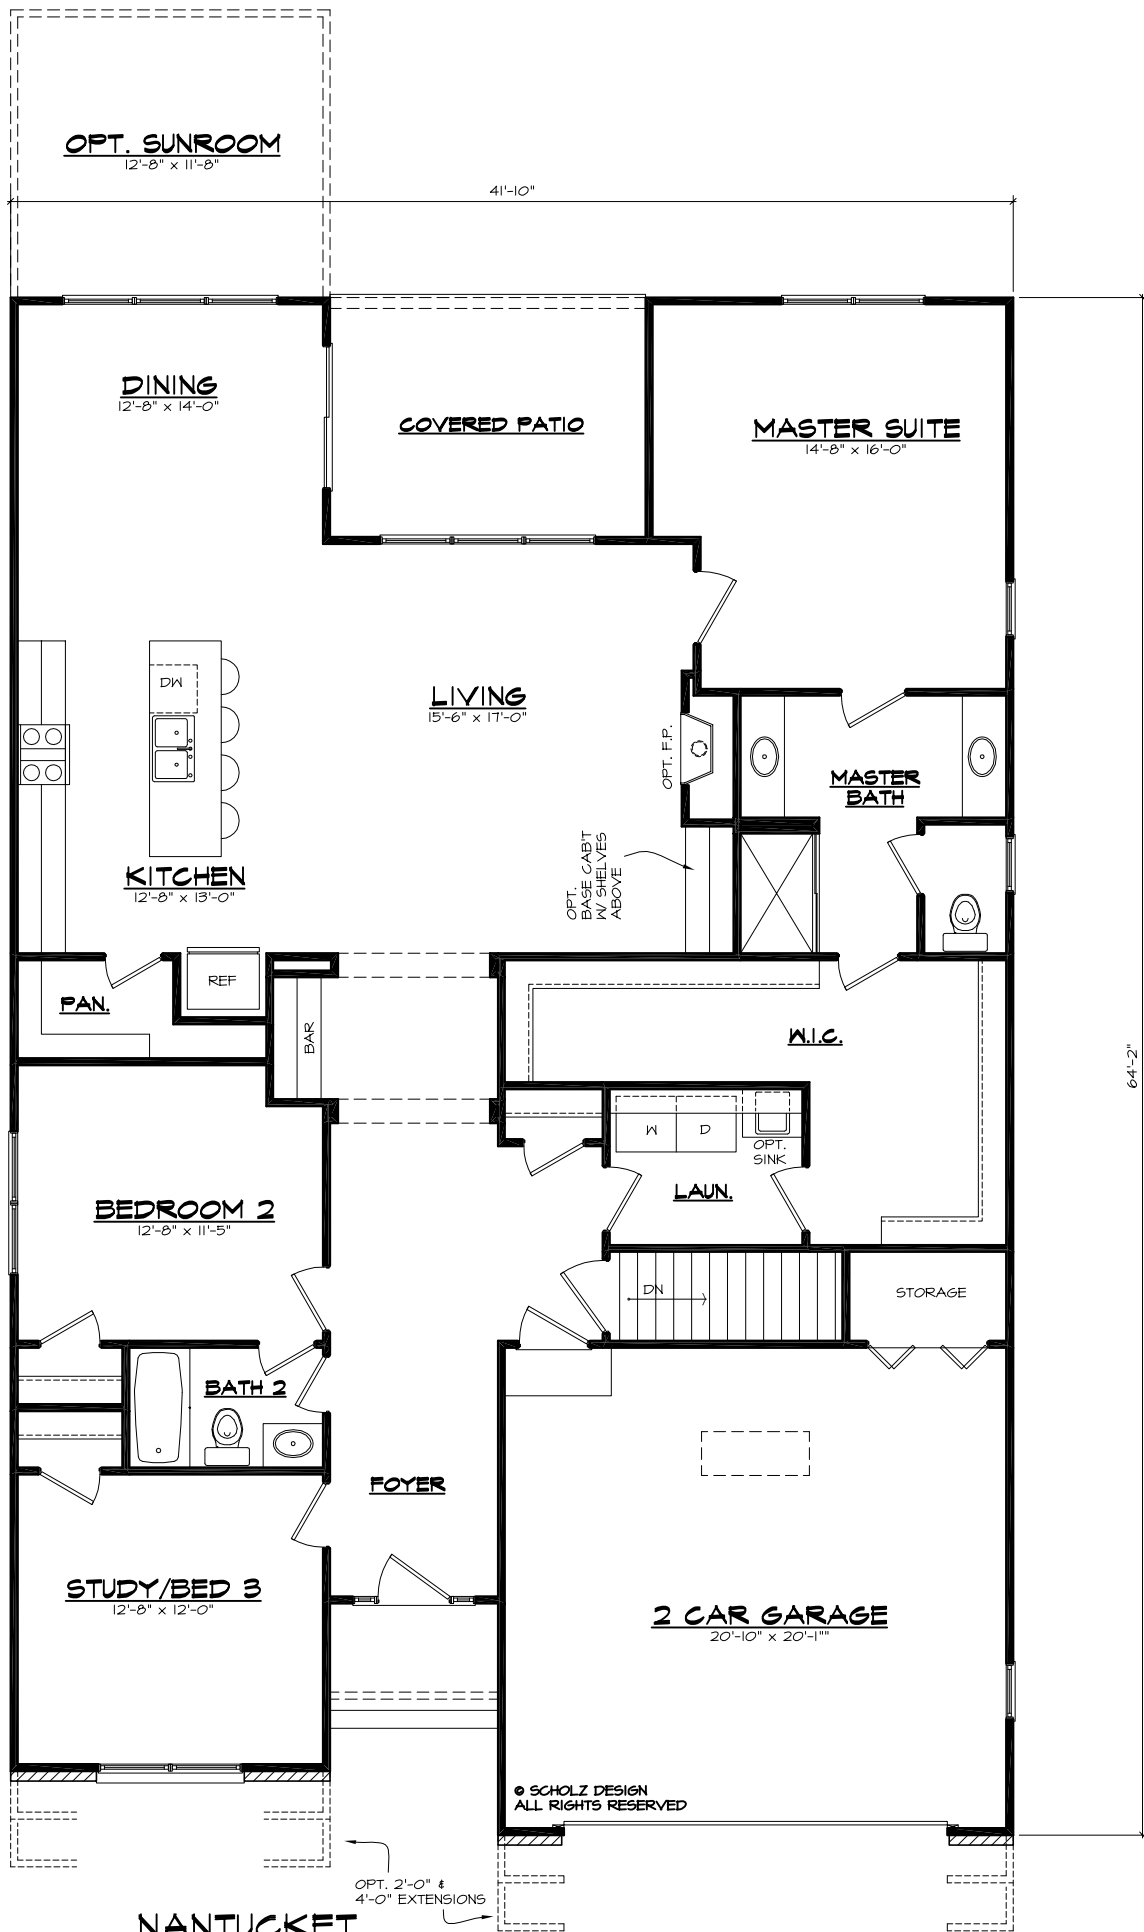 OPT. SUNROOM
12'-8" x 11'-8"
41'-10"
DINING
12'-8" x 14'-0"
COVERED PATIO
MASTER SUITE
14'-8" x 16'-0"
DW
LIVING
15'-6" x 17'-0"
OPT. F.P.
MASTER
BATH
KITCHEN
12'-8" x 13'-0"
OPT.
BASE CAB'T
W/ SHELVES
ABOVE
PAN.
REF
BAR
W.I.C.
64'-2"
W
D
OPT.
SINK
LAUN.
BEDROOM 2
12'-8" x 11'-5"
DN
STORAGE
BATH 2
FOYER
STUDY/BED 3
12'-8" x 12'-0"
2 CAR GARAGE
20'-10" x 20'-1""
© SCHOLZ DESIGN
ALL RIGHTS RESERVED
OPT. 2'-0" &
4'-0" EXTENSIONS
NANTUCKET